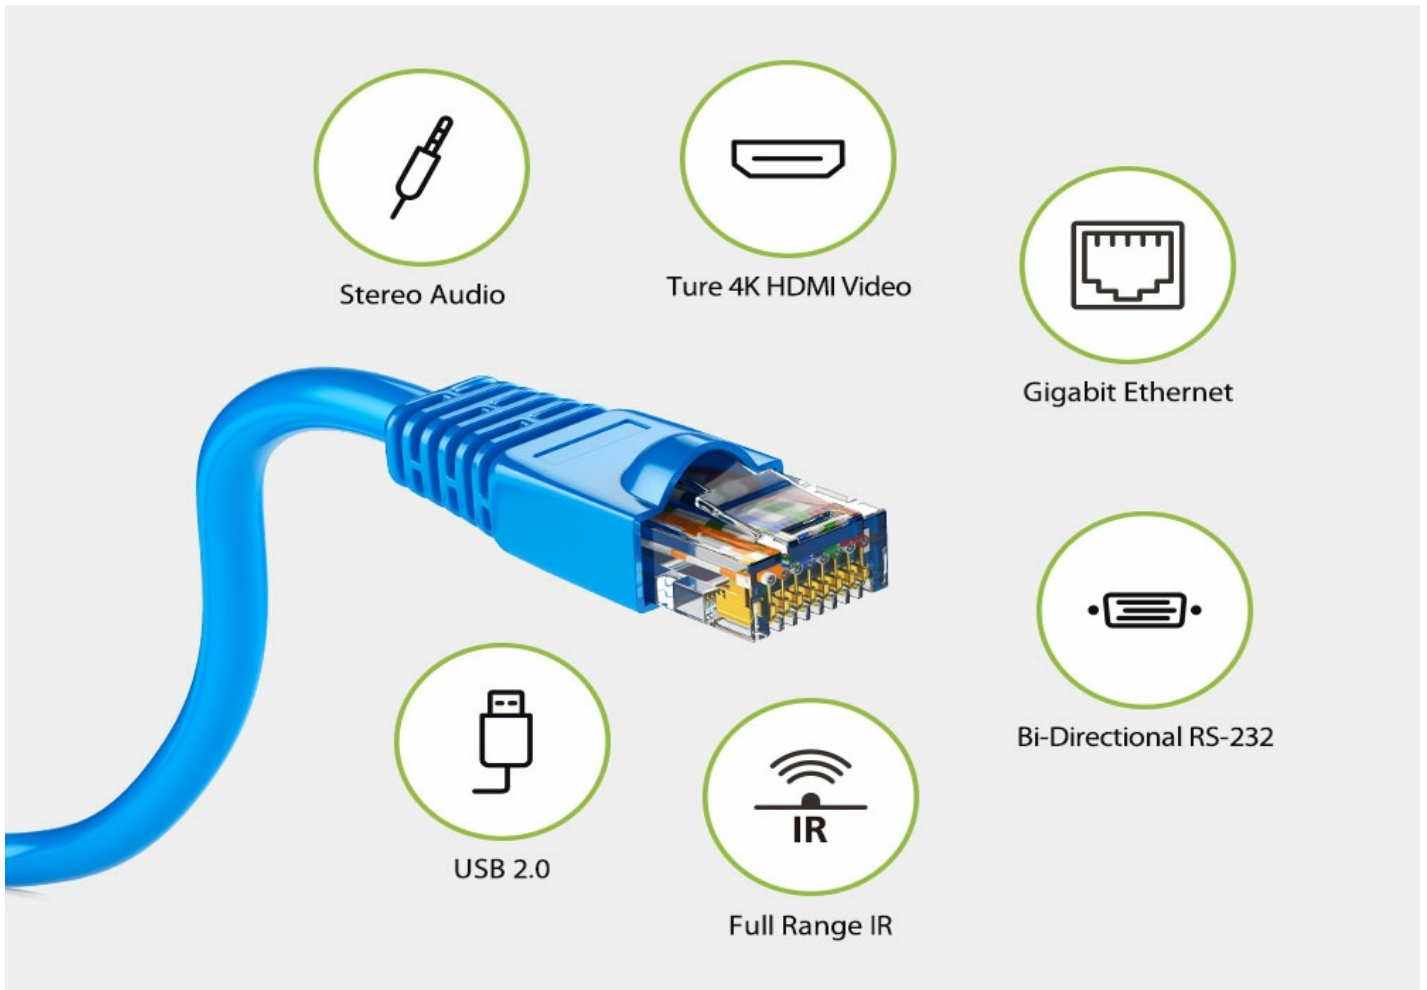 Stereo Audio
Ture 4K HDMI Video
Gigabit Ethernet
Bi-Directional RS-232
USB 2.0
IR
Full Range IR